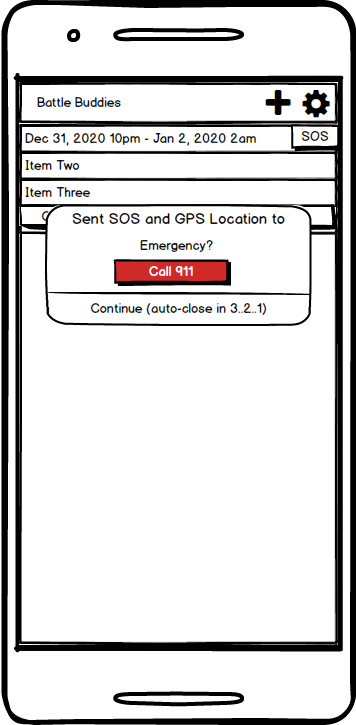 Battle Buddies
Dec 31, 2020 10pm - Jan 2, 2020 2am SOS
Item Two
Item Three
Sent SOS and GPS Location to
Emergency?
Call 911
Continue (auto-close in 3..2..1)